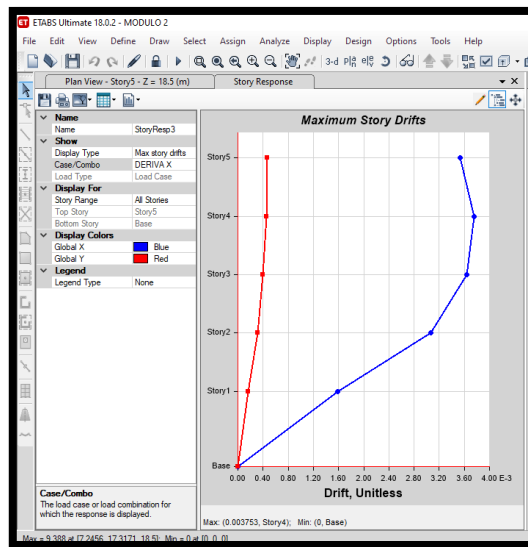 ETABS Ultimate 18.0.2 - MODULO 2
File Edit View Define Draw Select Assign Analyze Display Design Options Tools Help
Plan View - Story5 - Z = 18.5 (m) Story Response
Name
Name StoryResp3
Show
Display Type Max story drifts
Case/Combo DERIVA X
Load Type Load Case
Display For
Story Range All Stories
Top Story Story5
Bottom Story Base
Display Colors
Global X Blue
Global Y Red
Legend
Legend Type None
Case/Combo
The load case or load combination for
which the response is displayed.
Maximum Story Drifts
Story5
Story4
Story3
Story2
Story1
Base
0.00 0.40 0.80 1.20 1.60 2.00 2.40 2.80 3.20 3.60 4.00 E-3
Drift, Unitless
Max: (0.003753, Story4); Min: (0, Base)
Max = 9.388 at [7.2456, 17.3171, 18.5]; Min = 0 at [0, 0, 0]